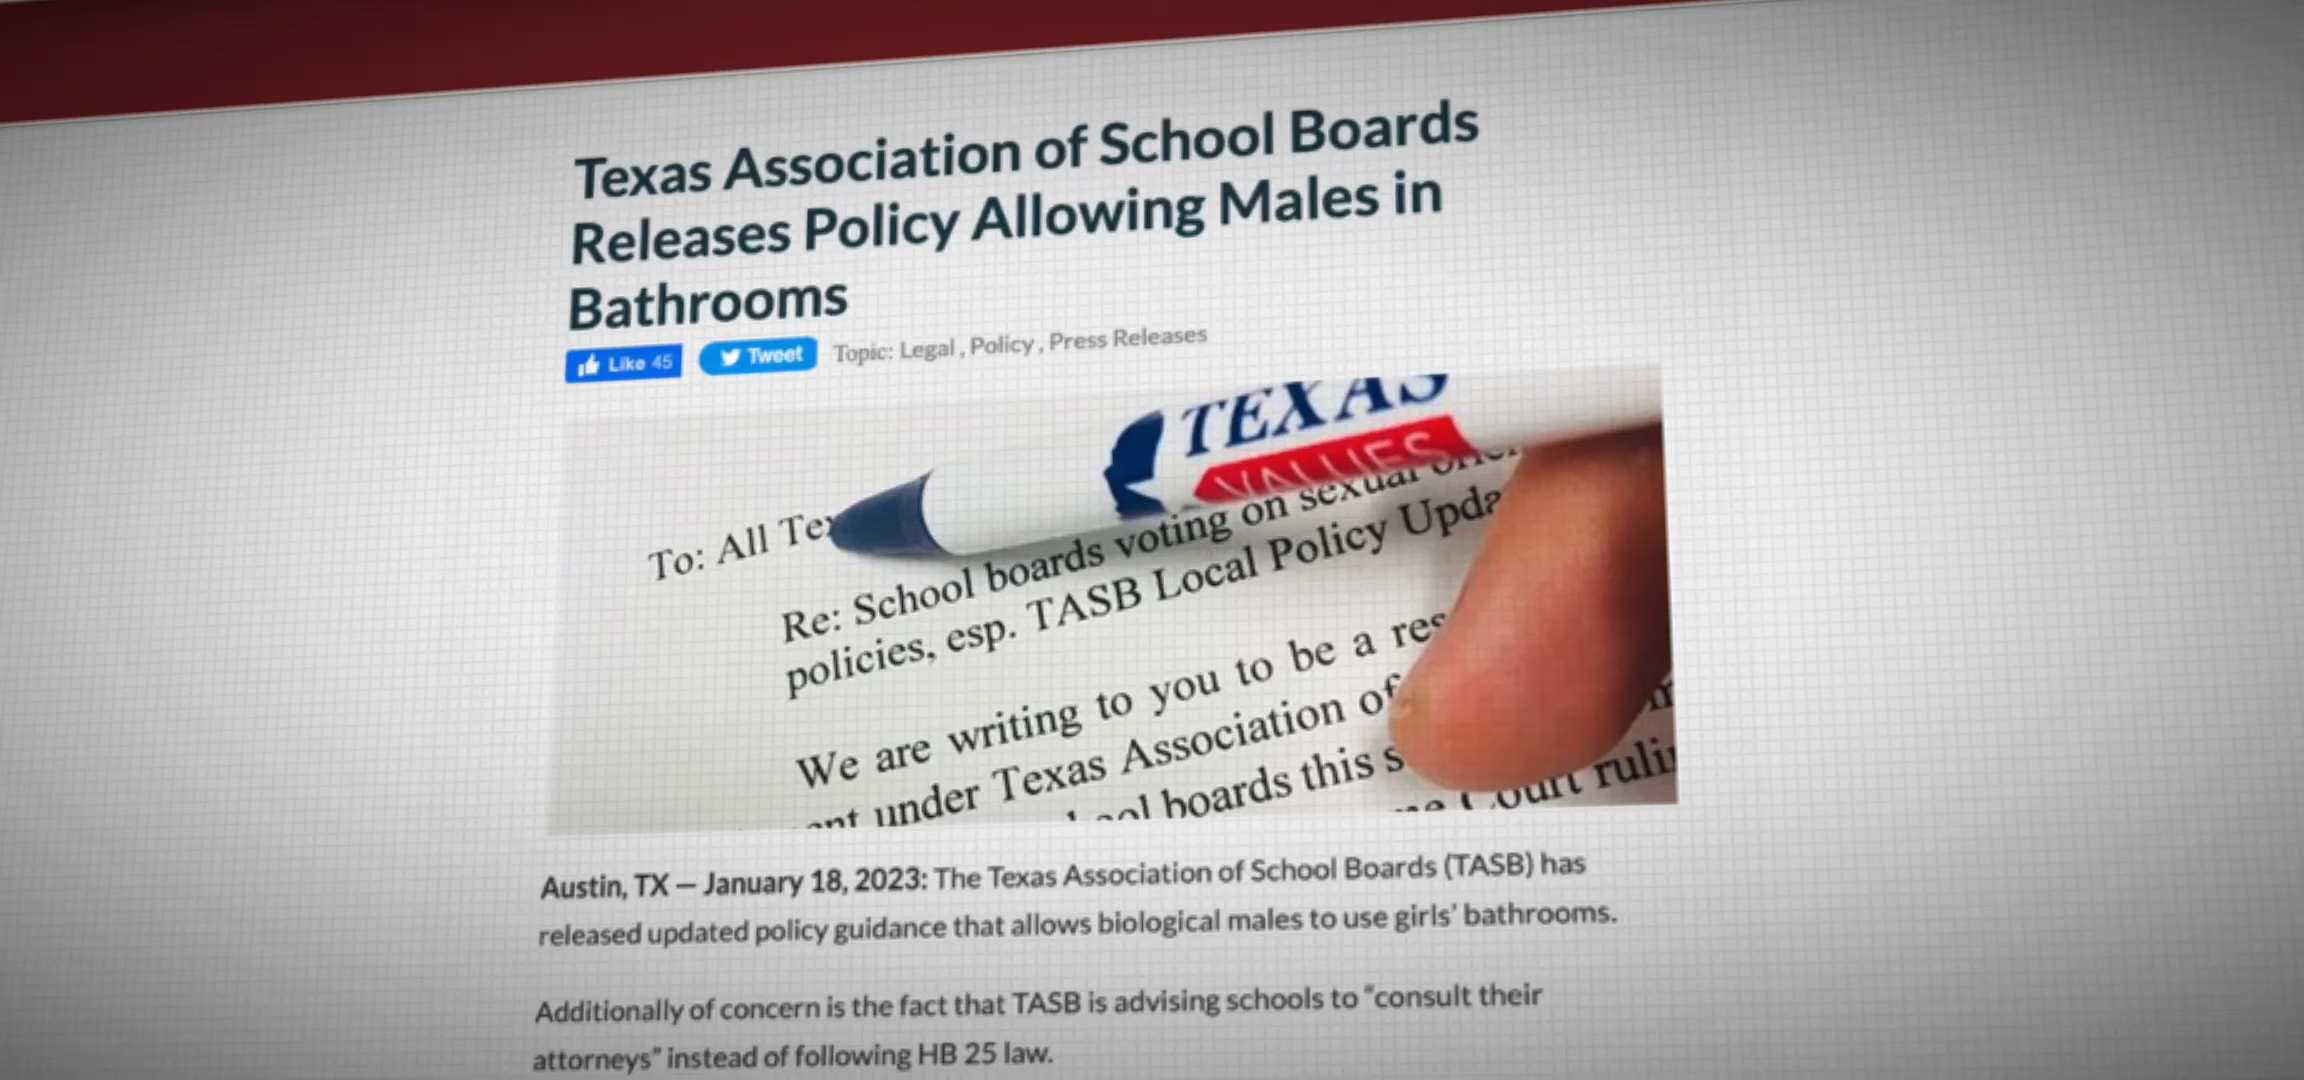 Texas Association of School Boards
Releases Policy Allowing Males in
Bathrooms
Like 45
Tweet
Topic: Legal , Policy , Press Releases
TEXAS
VALUES
To: All
Re: School boards voting on sexual
policies, esp. TASB Local Policy
We are writing to you to be a
under Texas Association of
boards this
Court
Austin, TX — January 18, 2023: The Texas Association of School Boards (TASB) has
released updated policy guidance that allows biological males to use girls’ bathrooms.
Additionally of concern is the fact that TASB is advising schools to “consult their
attorneys” instead of following HB 25 law.